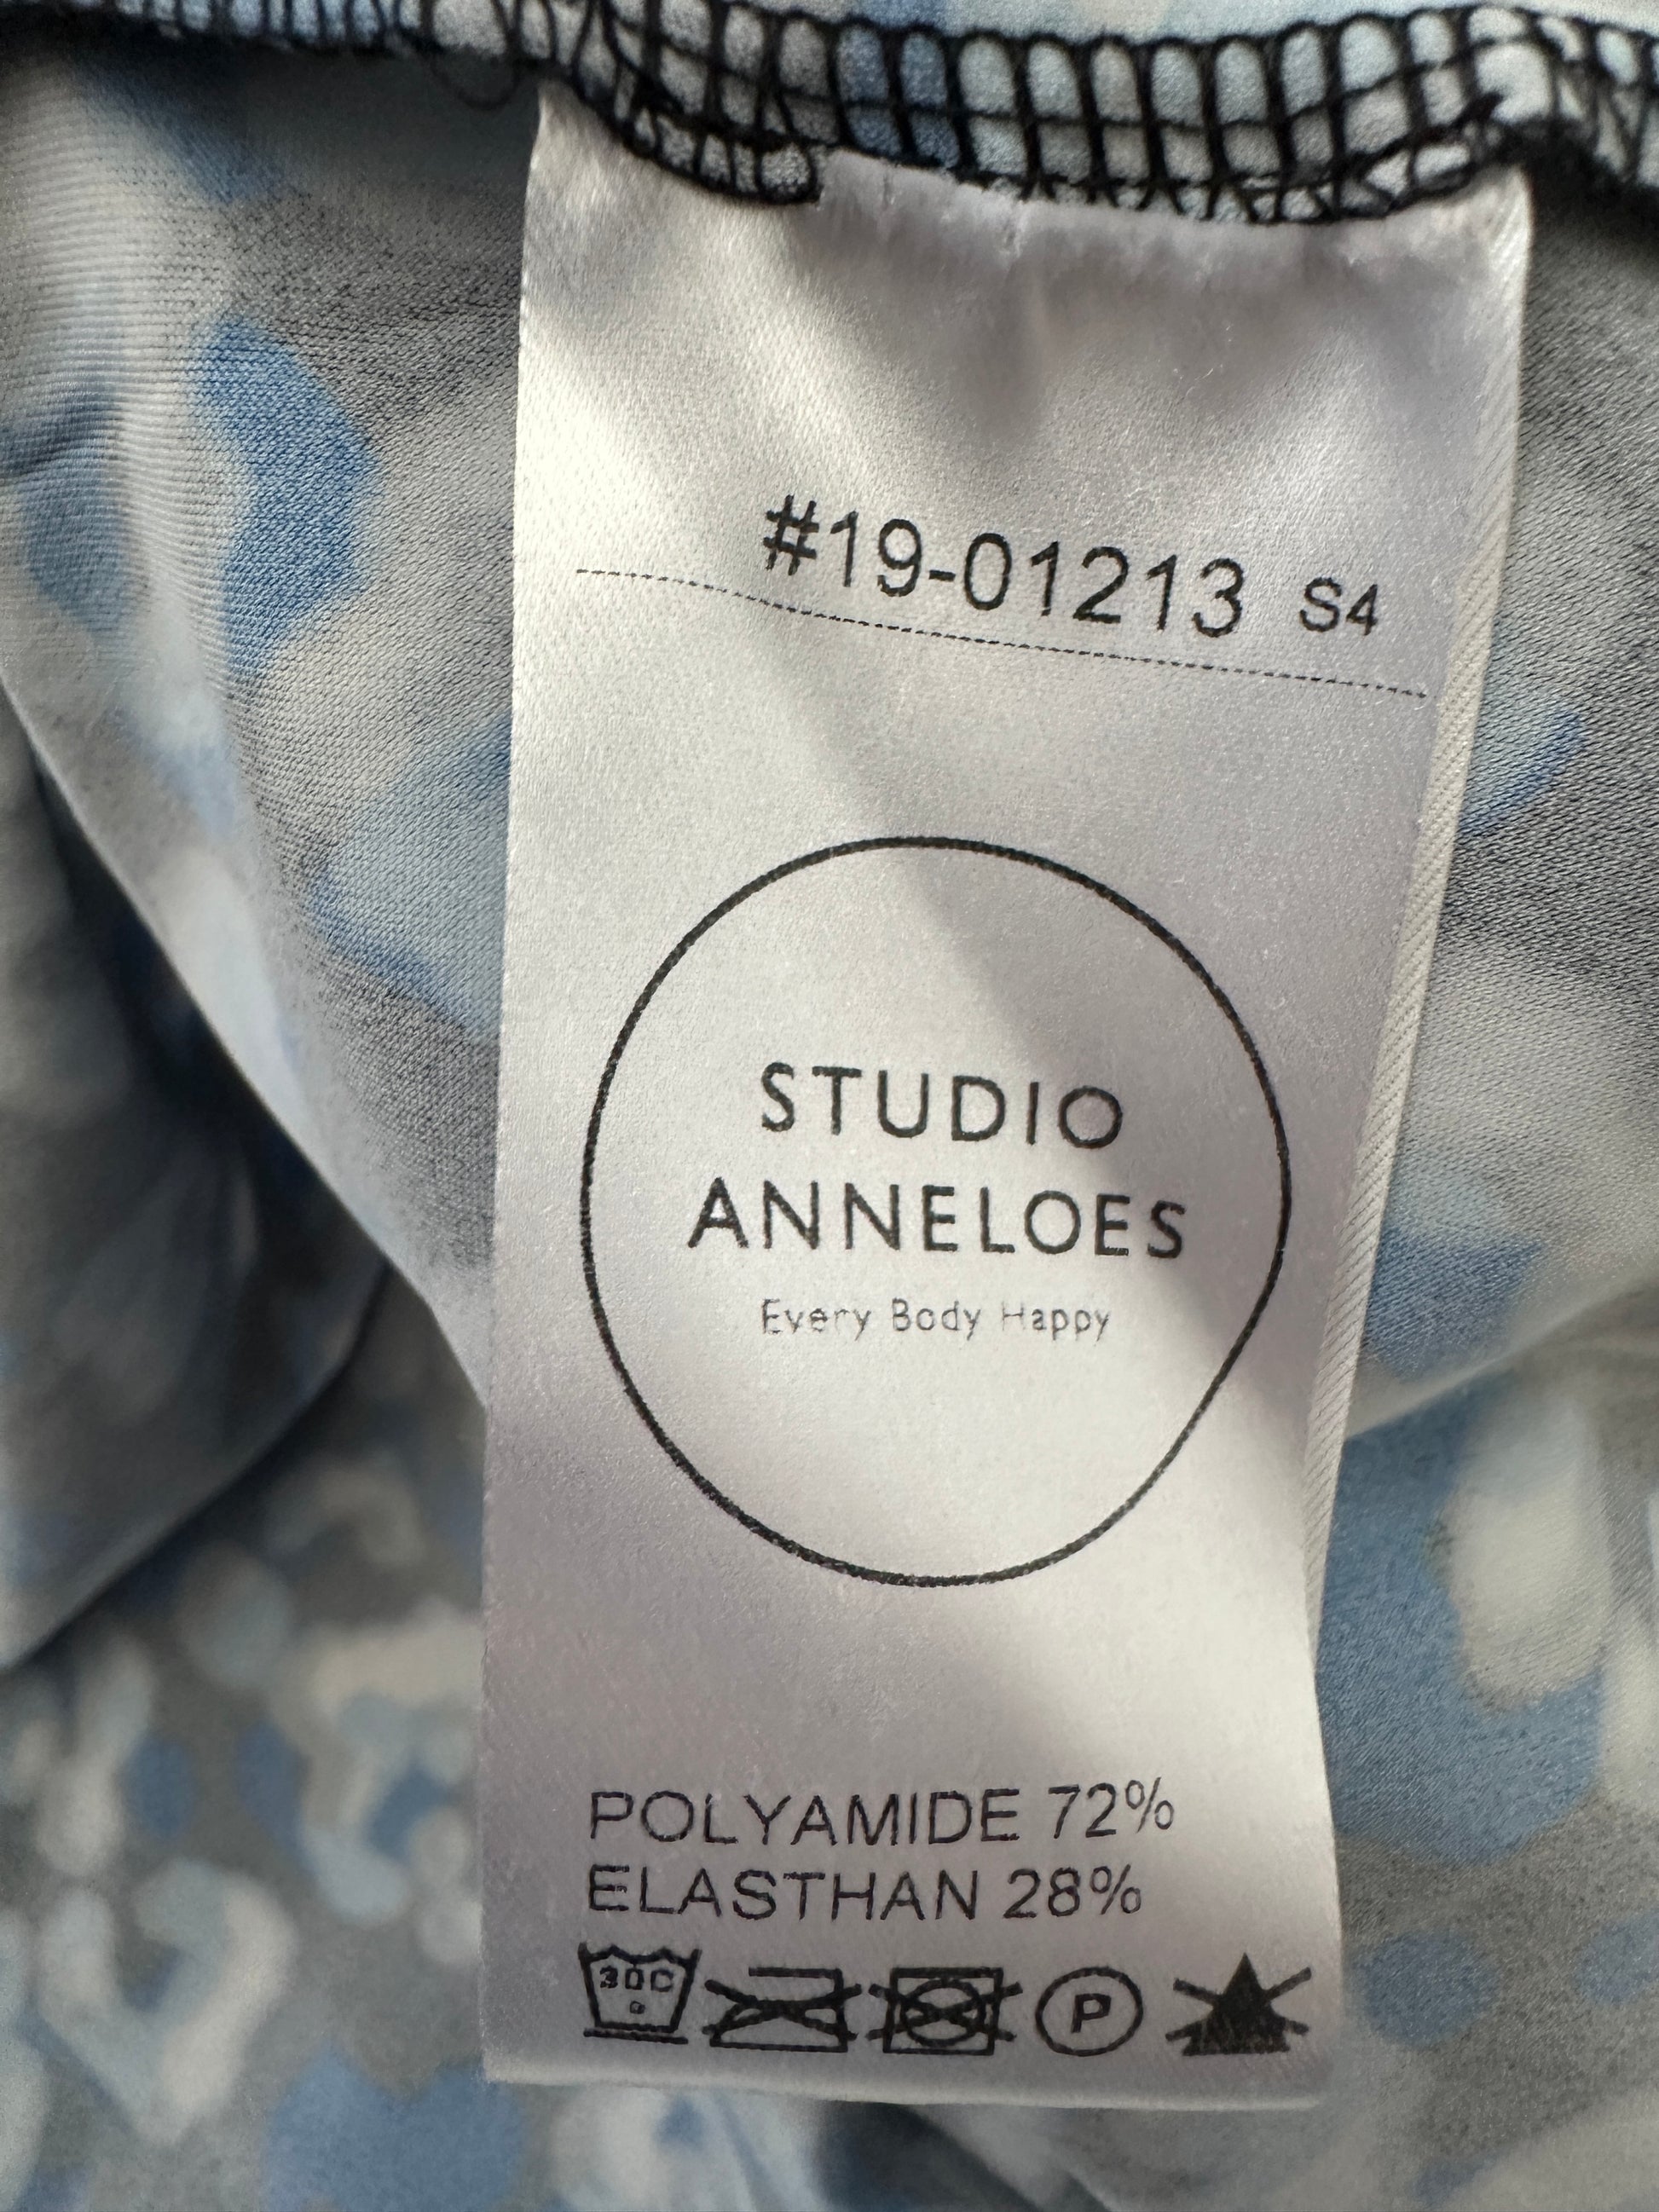 #19-01213 S4
STUDIO
ANNELOES
Every Body Happy
POLYAMIDE 72%
ELASTHAN 28%
30C
P